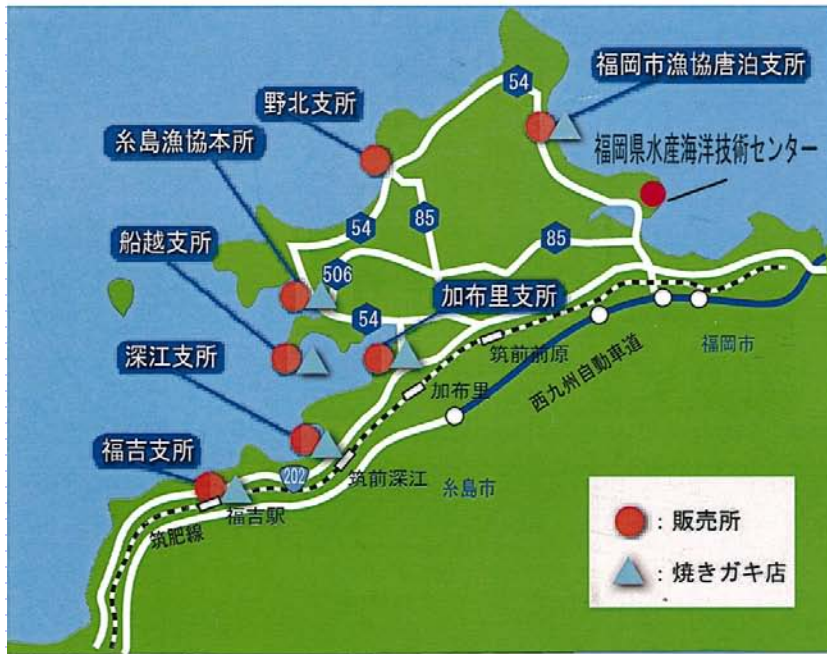 54
福岡市漁協唐泊支所
野北支所
糸島漁協本所
福岡県水産海洋技術センター
54
85
85
船越支所
506
加布里支所
54
深江支所
筑前前原
福岡市
西九州自動車道
加布里
福吉支所
202
筑前深江
糸島市
福吉駅
筑肥線
：販売所
：焼きガキ店